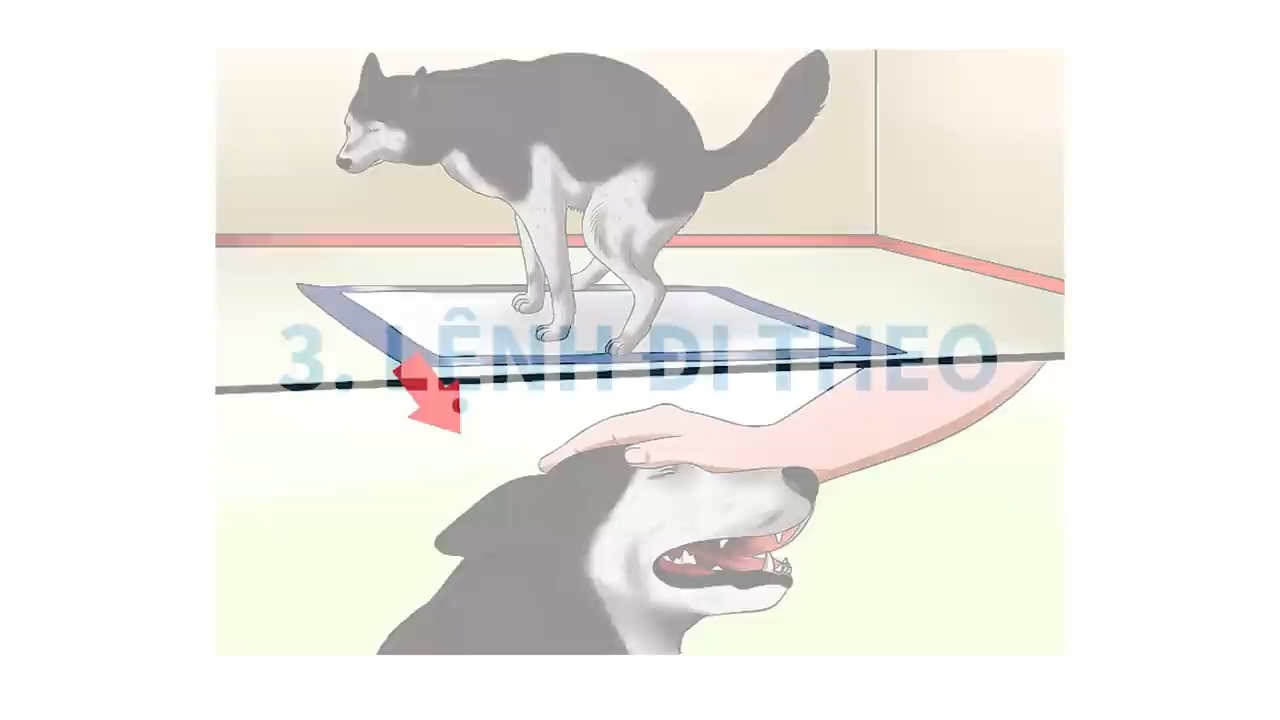 3. LỆNH ĐI THEO